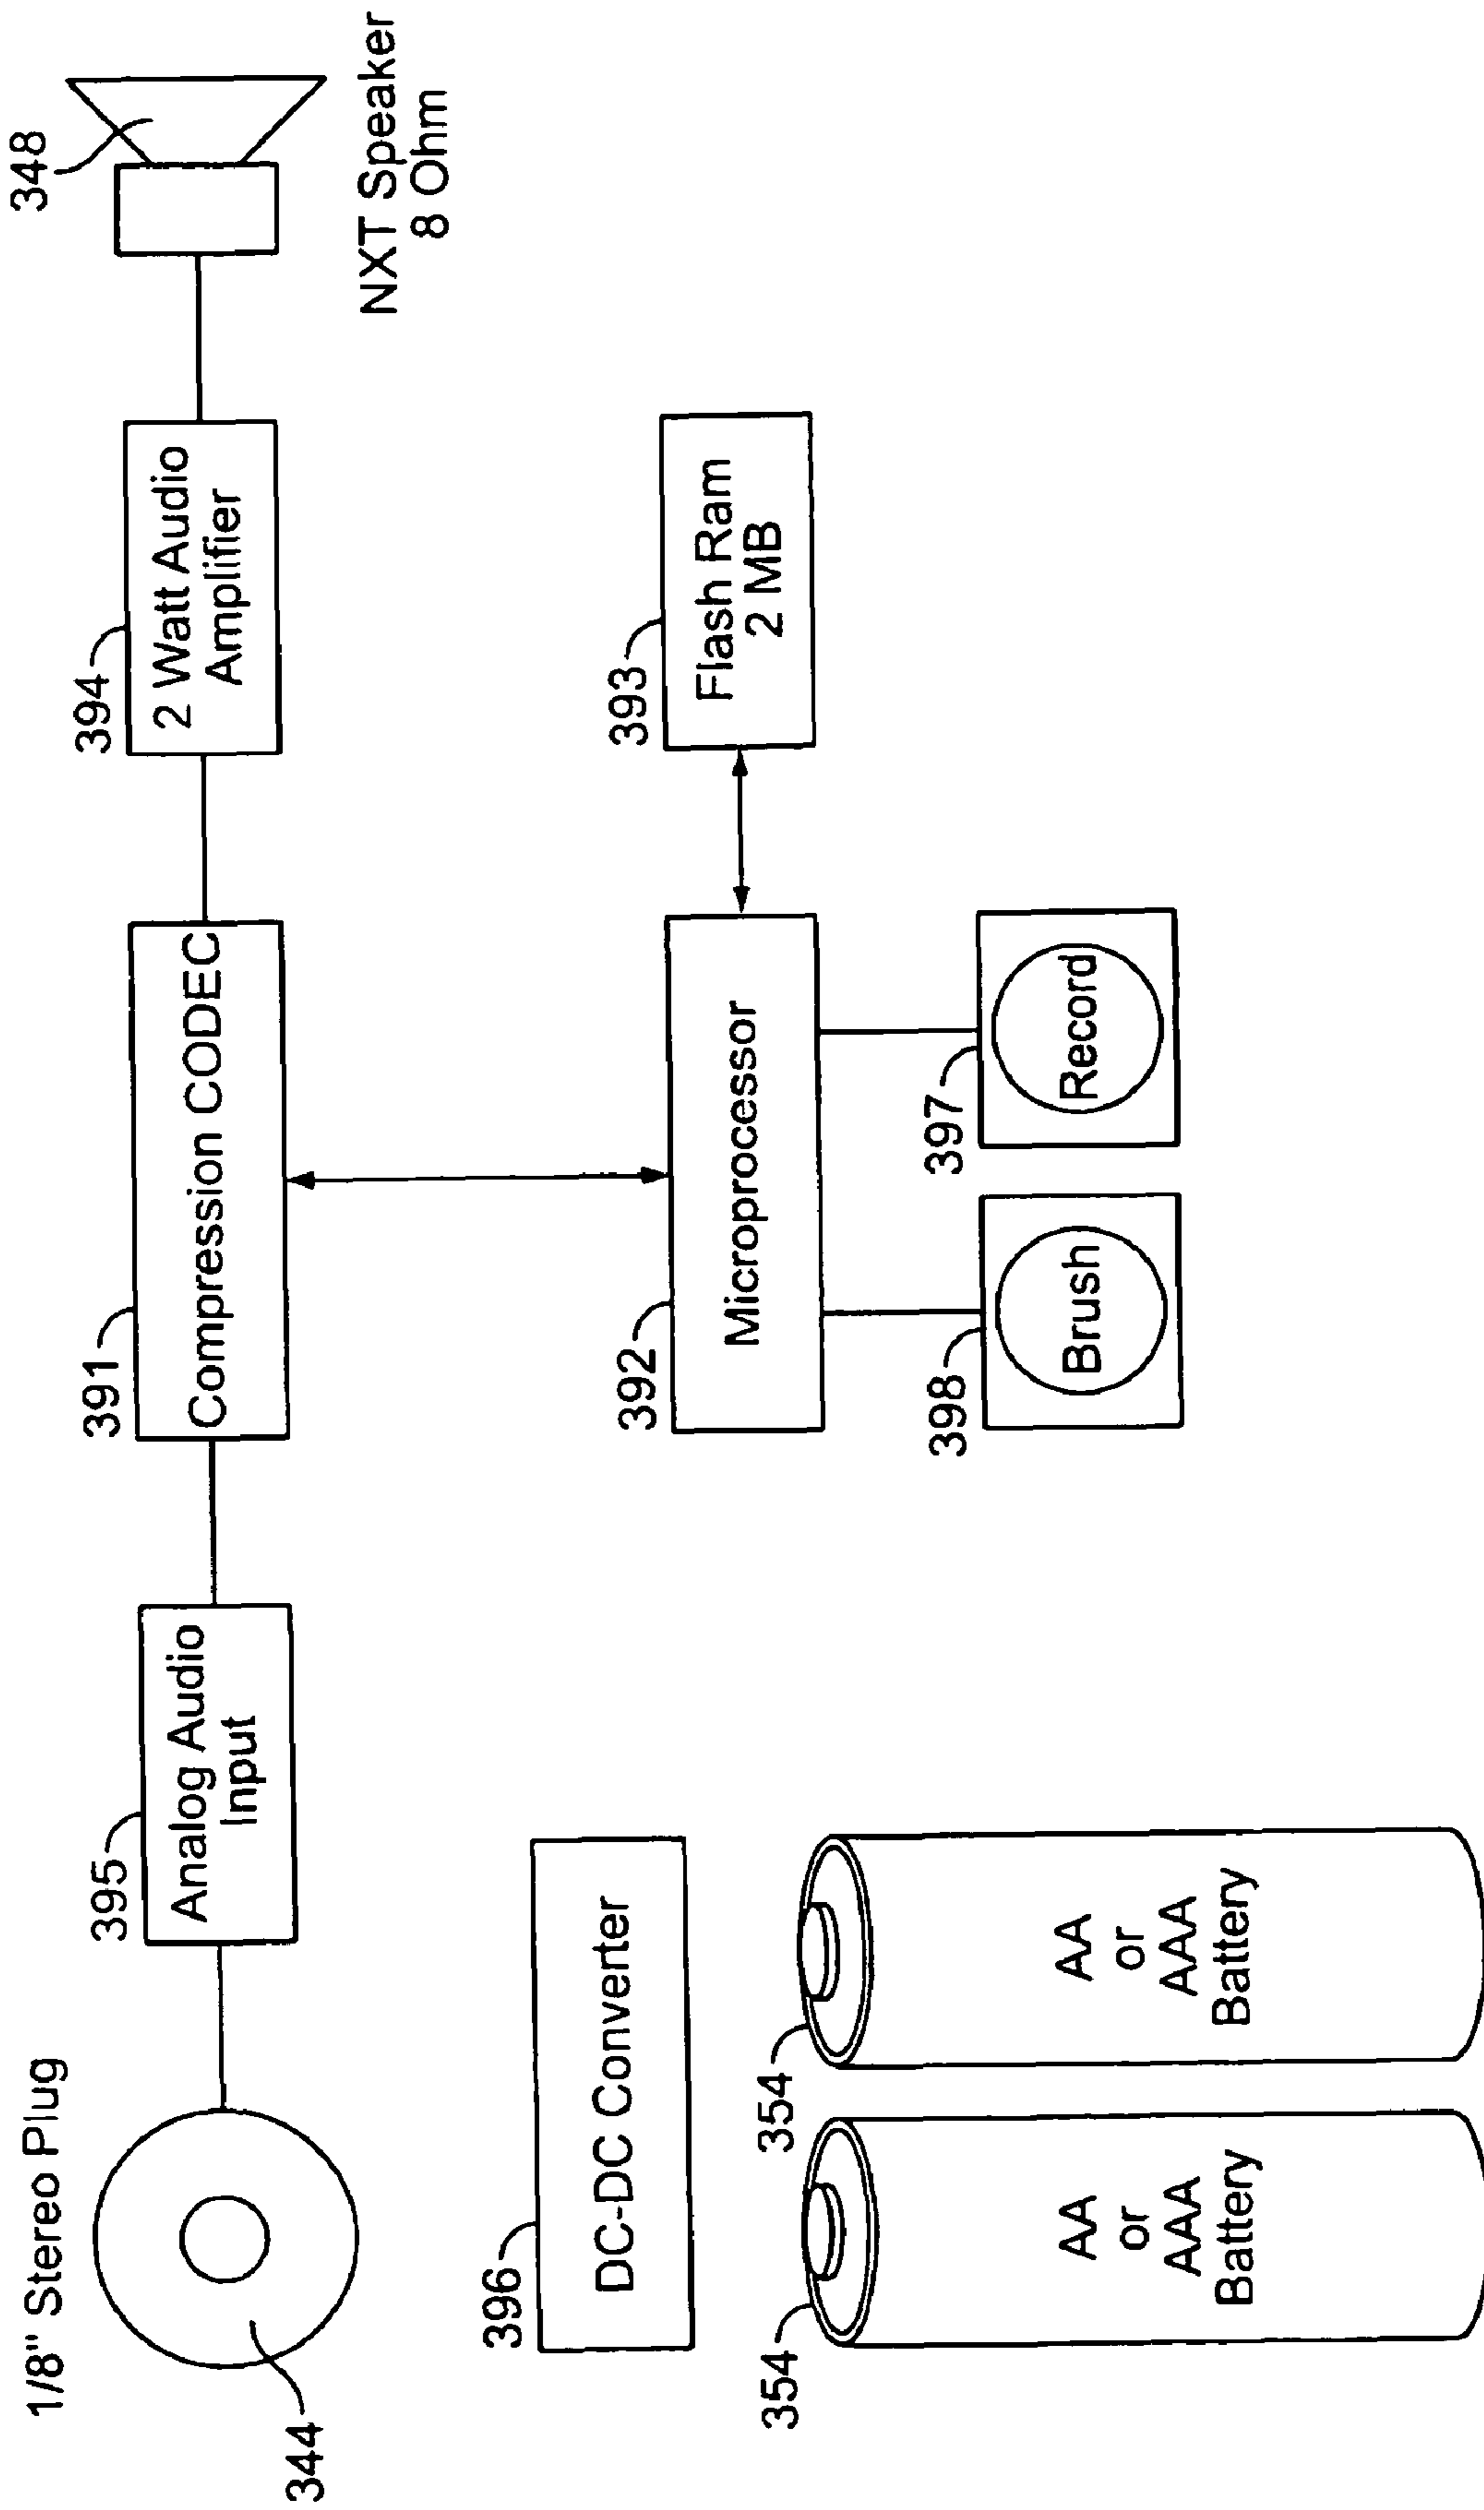 1/8" Stereo Plug
344
395
Analog Audio
Input
391
Compression CODEC
394
2 Watt Audio
Amplifier
348
NXT Speaker
8 Ohm
396
DC-DC Converter
392
Microprocessor
393
Flash Ram
2 MB
398
Brush
397
Record
354
AA
or
AAA
Battery
354
AA
or
AAA
Battery